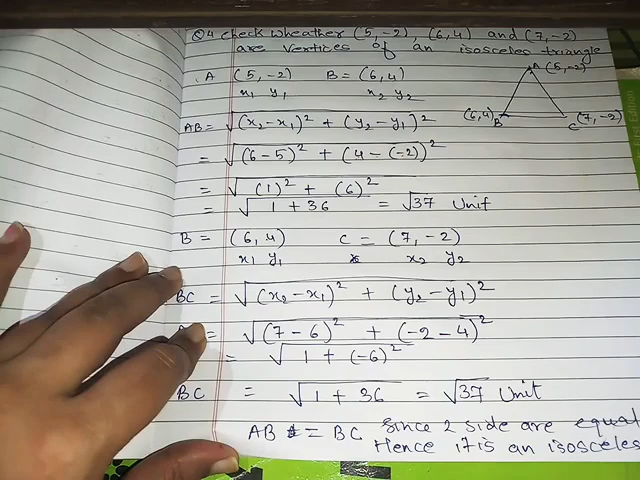 Q4 check wheather (5,-2), (6,4) and (7,-2)
are vertices of an isosceles triangle
A (5,-2) B = (6,4)
x₁ y₁ x₂ y₂
A (5,-2)
(6,4) B C (7,-2)
AB = √(x₂-x₁)² + (y₂-y₁)²
= √(6-5)² + (4-(-2))²
= √(1)² + (6)²
= √1 + 36 = √37 Unit
B = (6,4) C = (7,-2)
x₁ y₁ x₂ y₂
BC = √(x₂-x₁)² + (y₂-y₁)²
= √(7-6)² + (-2-4)²
= √1 + (-6)²
BC = √1 + 36 = √37 Unit
AB = BC Since 2 side are equal
Hence it is an isosceles